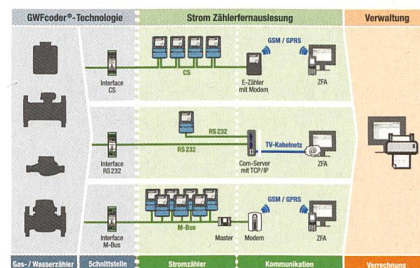 GWFcoder®-Technologie
Strom Zählerfernauslesung
Verwaltung
Interface
CS
CS
E-Zähler
mit Modem
GSM / GPRS
ZFA
Interface
RS 232
RS 232
RS 232
Com-Server
mit TCP/IP
TV-Kabelnetz
ZFA
Interface
M-Bus
M-Bus
Master
Modem
GSM / GPRS
ZFA
Gas- / Wasserzähler
Schnittstelle
Stromzähler
Kommunikation
Verrechnung